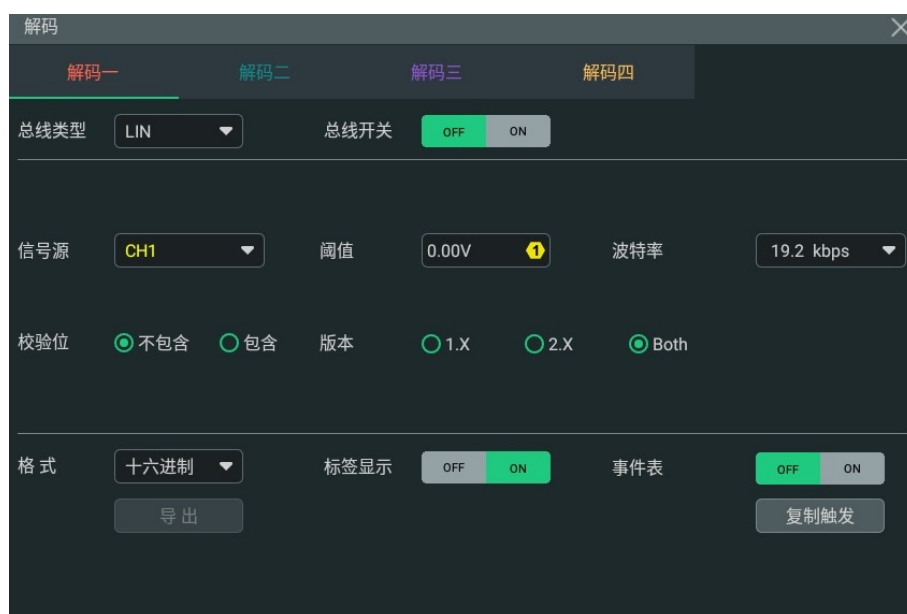 解码
解码一 解码二 解码三 解码四
总线类型 LIN 总线开关 OFF ON
信号源 CH1 阈值 0.00V 1 波特率 19.2 kbps
校验位 不包含 包含 版本 1.X 2.X Both
格式 十六进制 标签显示 OFF ON 事件表 OFF ON
导出 复制触发